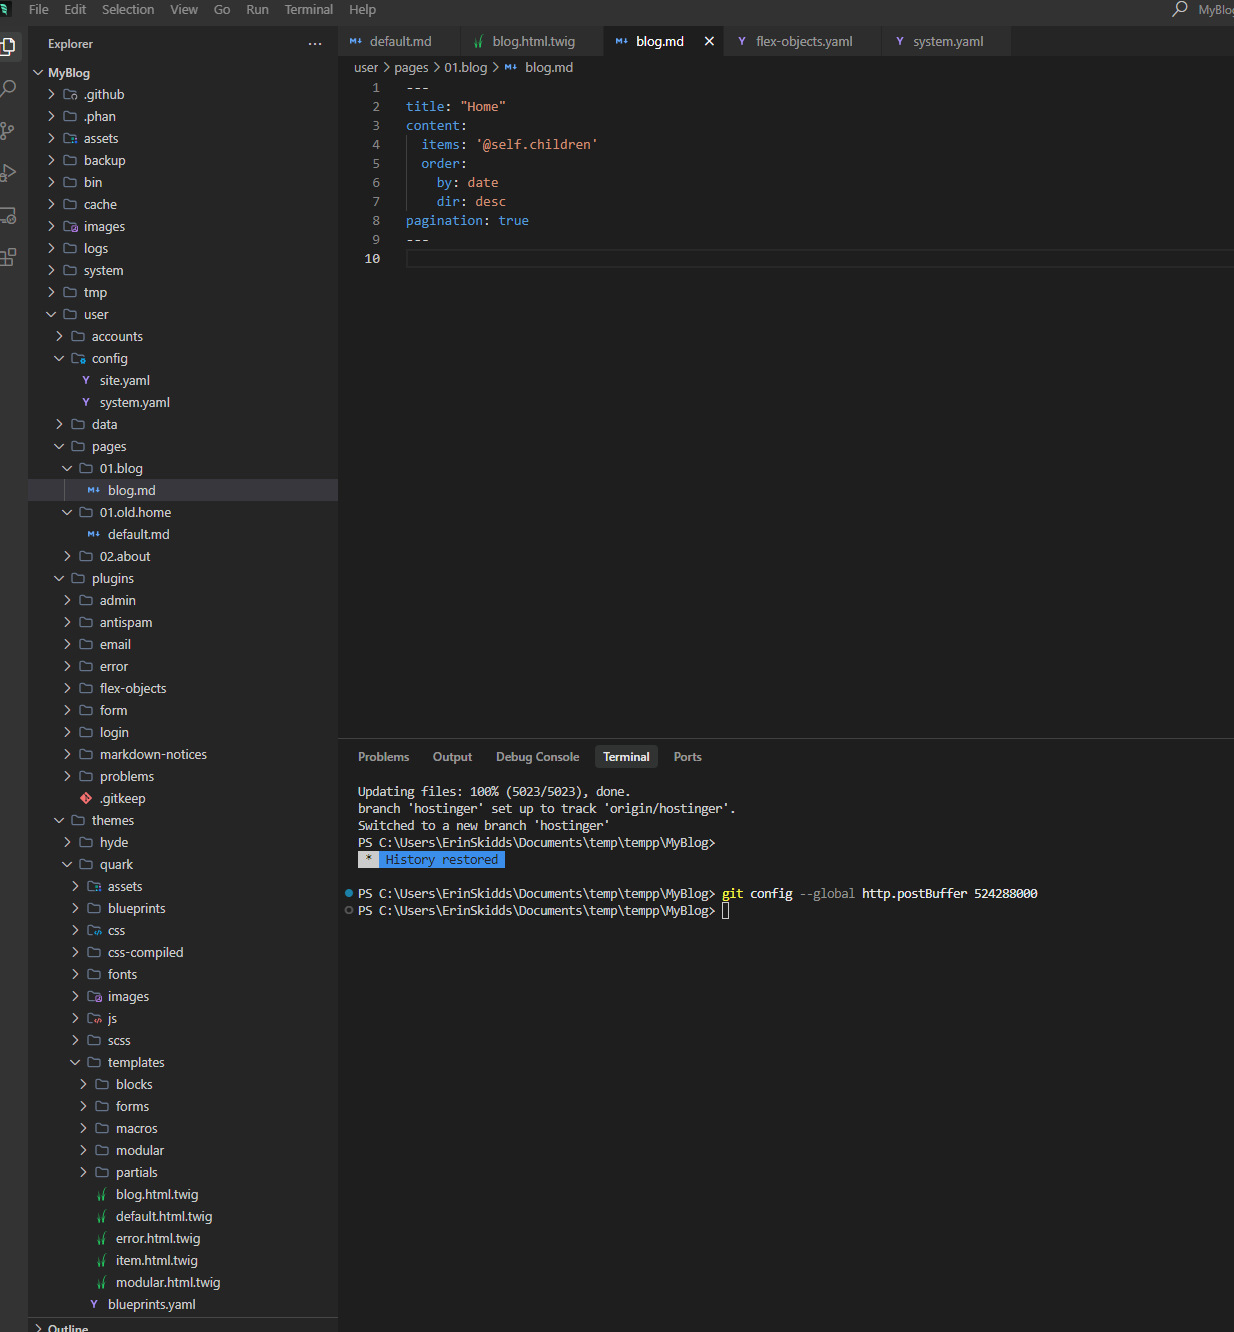 File Edit Selection View Go Run Terminal Help
Explorer ···
default.md blog.html.twig blog.md flex-objects.yaml system.yaml
user > pages > 01.blog > blog.md
MyBlog
.github
.phan
assets
backup
bin
cache
images
logs
system
tmp
user
accounts
config
site.yaml
system.yaml
data
pages
01.blog
blog.md
01.old.home
default.md
02.about
plugins
admin
antispam
email
error
flex-objects
form
login
markdown-notices
problems
.gitkeep
themes
hyde
quark
assets
blueprints
css
css-compiled
fonts
images
js
scss
templates
blocks
forms
macros
modular
partials
blog.html.twig
default.html.twig
error.html.twig
item.html.twig
modular.html.twig
blueprints.yaml
Outline
1 ---
2 title: "Home"
3 content:
4   items: '@self.children'
5   order:
6     by: date
7     dir: desc
8 pagination: true
9 ---
10
Problems Output Debug Console Terminal Ports
Updating files: 100% (5023/5023), done.
branch 'hostinger' set up to track 'origin/hostinger'.
Switched to a new branch 'hostinger'
PS C:\Users\ErinSkidds\Documents\temp\tempp\MyBlog>
* History restored
PS C:\Users\ErinSkidds\Documents\temp\tempp\MyBlog> git config --global http.postBuffer 524288000
PS C:\Users\ErinSkidds\Documents\temp\tempp\MyBlog>